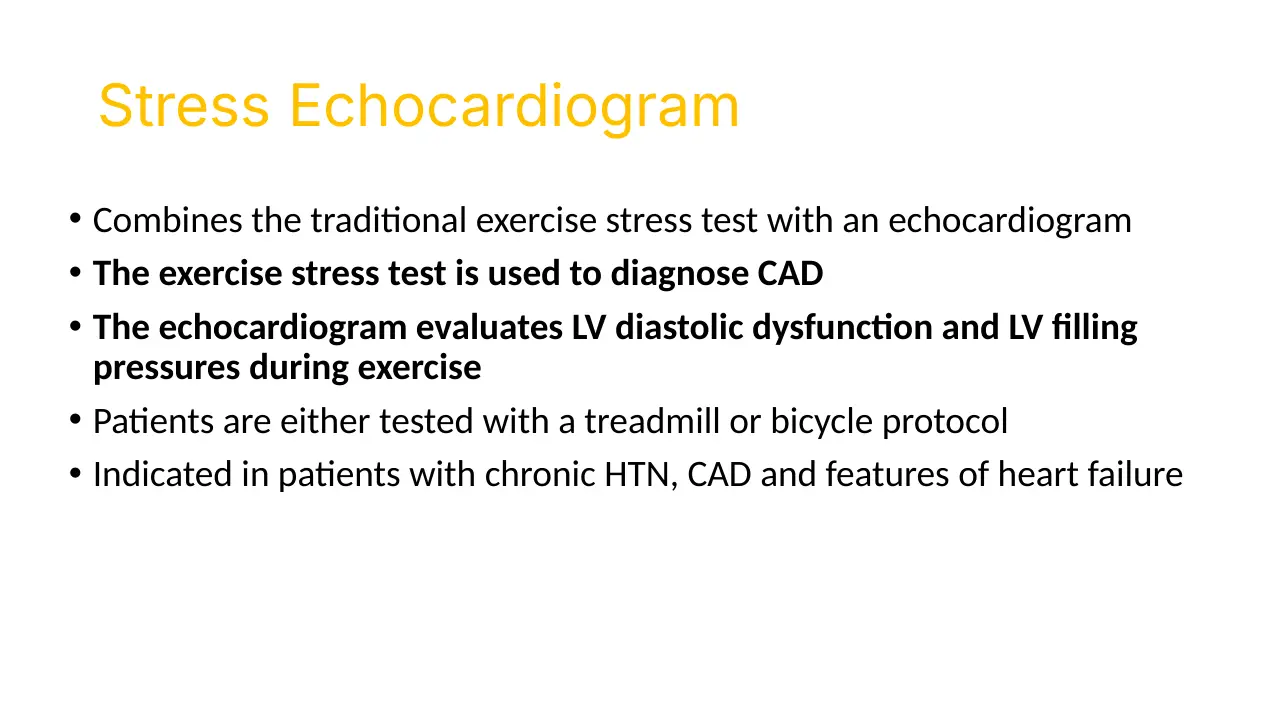 Stress Echocardiogram
• Combines the traditional exercise stress test with an echocardiogram
• The exercise stress test is used to diagnose CAD
• The echocardiogram evaluates LV diastolic dysfunction and LV filling
pressures during exercise
• Patients are either tested with a treadmill or bicycle protocol
• Indicated in patients with chronic HTN, CAD and features of heart failure